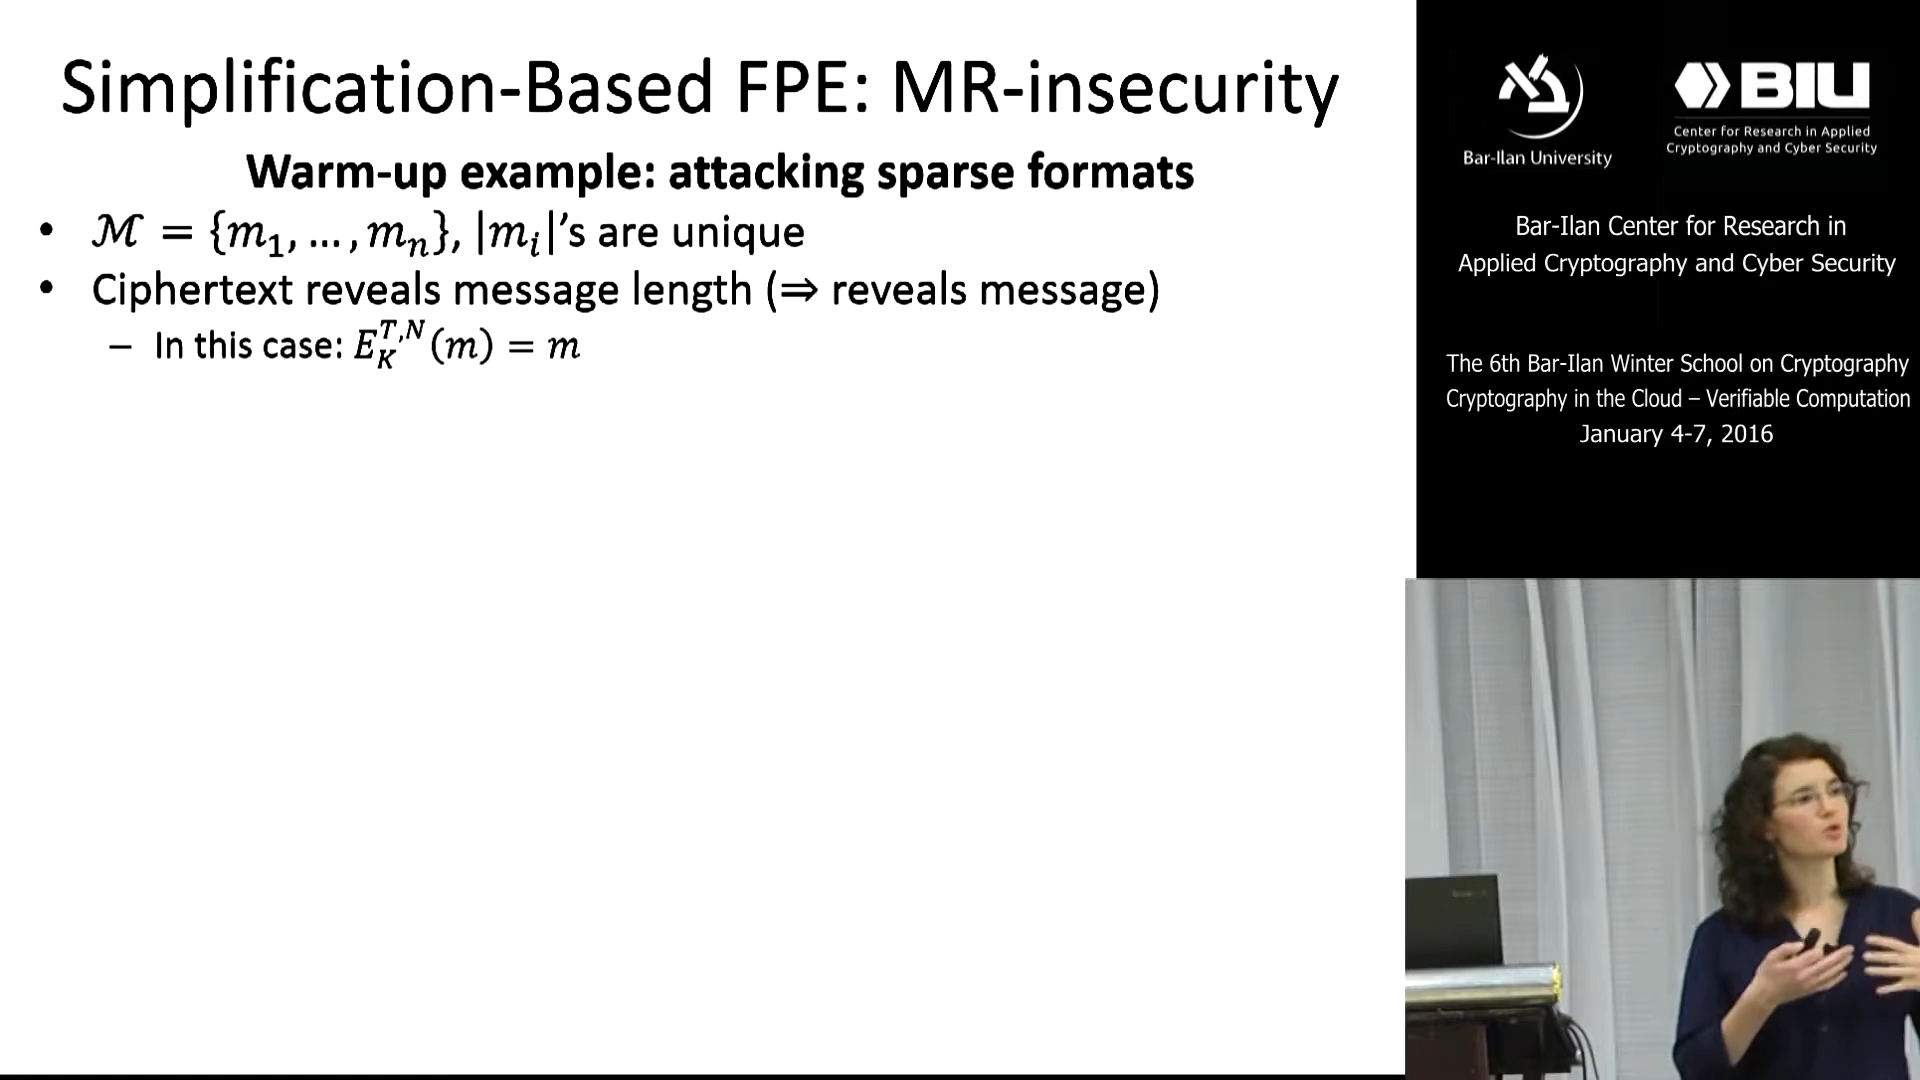 Simplification-Based FPE: MR-insecurity
Warm-up example: attacking sparse formats
• ℳ = {m₁, … , mₙ}, |mᵢ|’s are unique
• Ciphertext reveals message length (⇒ reveals message)
– In this case: E_K^{T,N}(m) = m
Bar-Ilan University
BIU
Center for Research in Applied
Cryptography and Cyber Security
Bar-Ilan Center for Research in
Applied Cryptography and Cyber Security
The 6th Bar-Ilan Winter School on Cryptography
Cryptography in the Cloud – Verifiable Computation
January 4-7, 2016